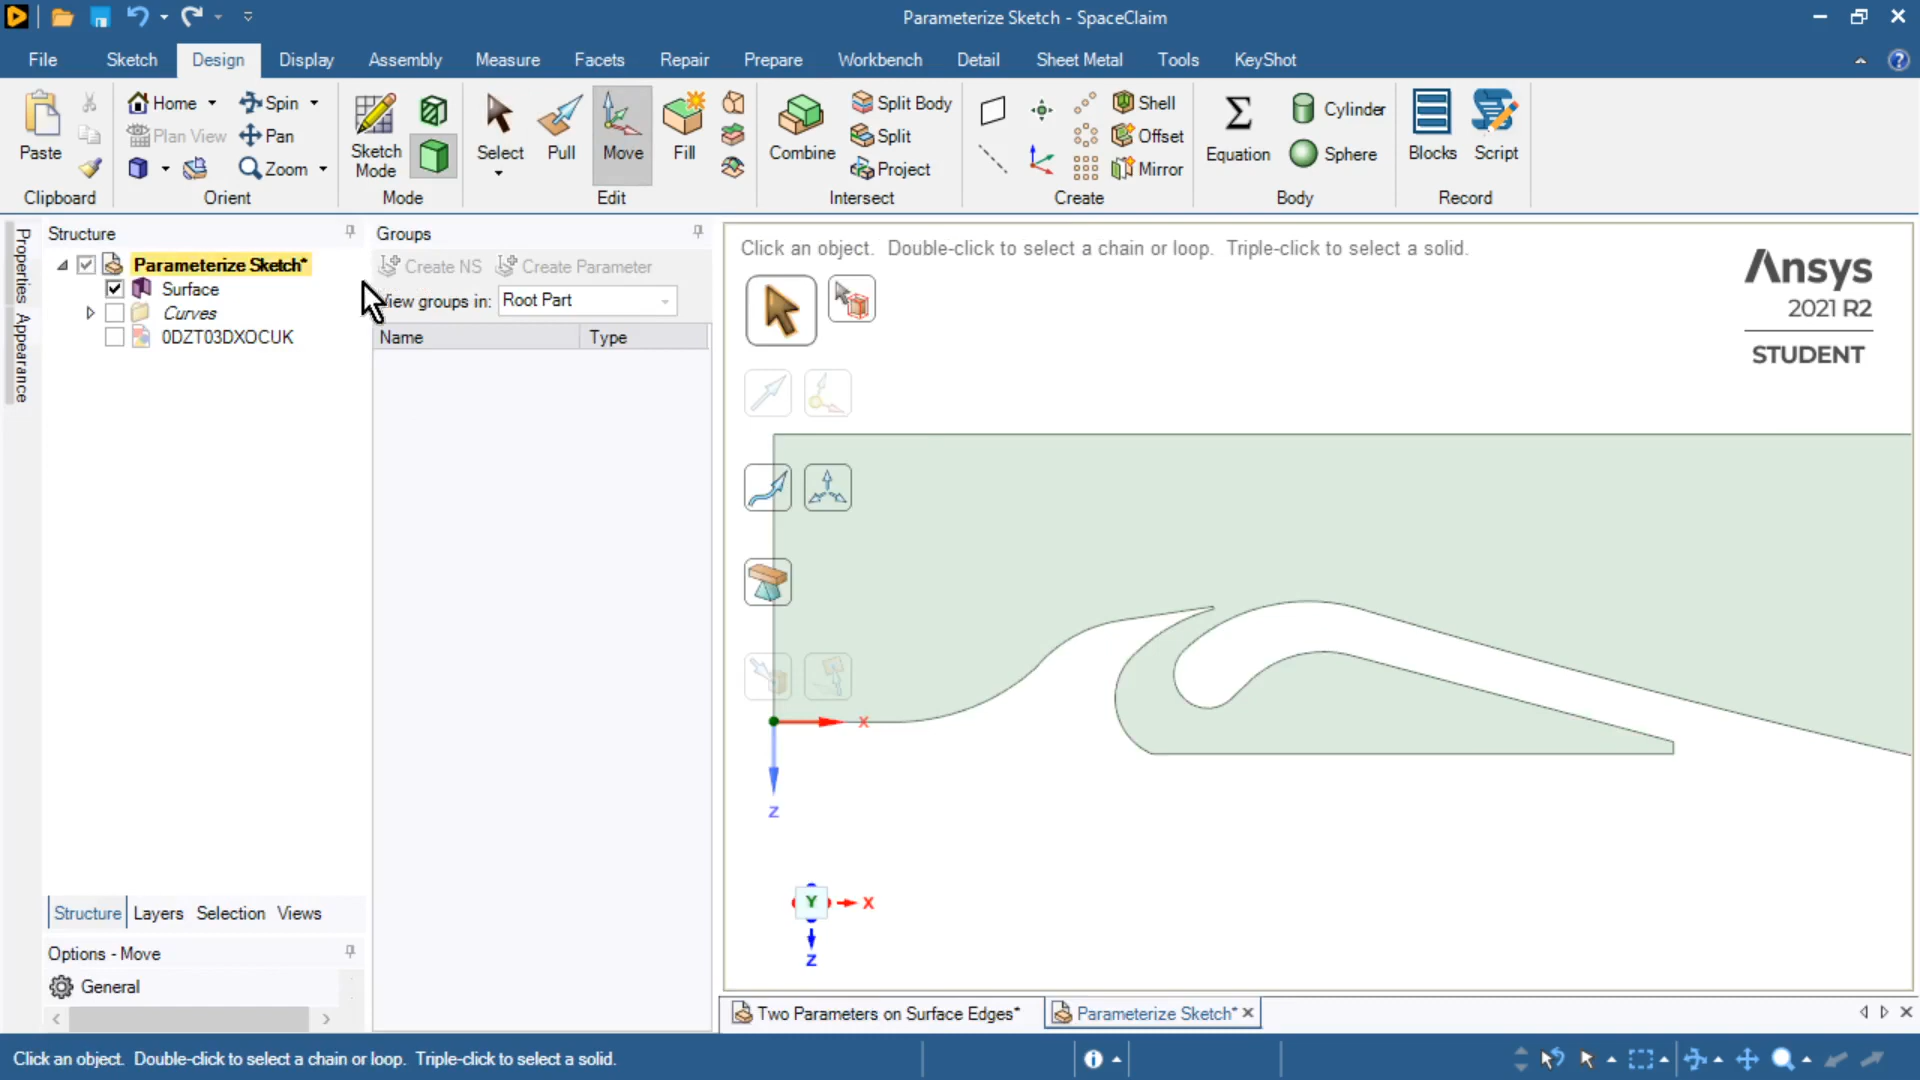 Parameterize Sketch - SpaceClaim
File Sketch Design Display Assembly Measure Facets Repair Prepare Workbench Detail Sheet Metal Tools KeyShot
Paste
Clipboard
Home Spin
Plan View Pan
Zoom
Orient
Sketch Mode
Mode
Select Pull Move Fill
Edit
Combine
Split Body
Split
Project
Intersect
Shell
Offset
Mirror
Create
Equation
Cylinder
Sphere
Body
Blocks Script
Record
Properties
Appearance
Structure
Parameterize Sketch*
Surface
Curves
0DZT03DXOCUK
Structure Layers Selection Views
Options - Move
General
Groups
Create NS Create Parameter
View groups in: Root Part
Name Type
Click an object. Double-click to select a chain or loop. Triple-click to select a solid.
Ansys
2021 R2
STUDENT
X
Z
Y X
Z
Two Parameters on Surface Edges* Parameterize Sketch*
Click an object. Double-click to select a chain or loop. Triple-click to select a solid.